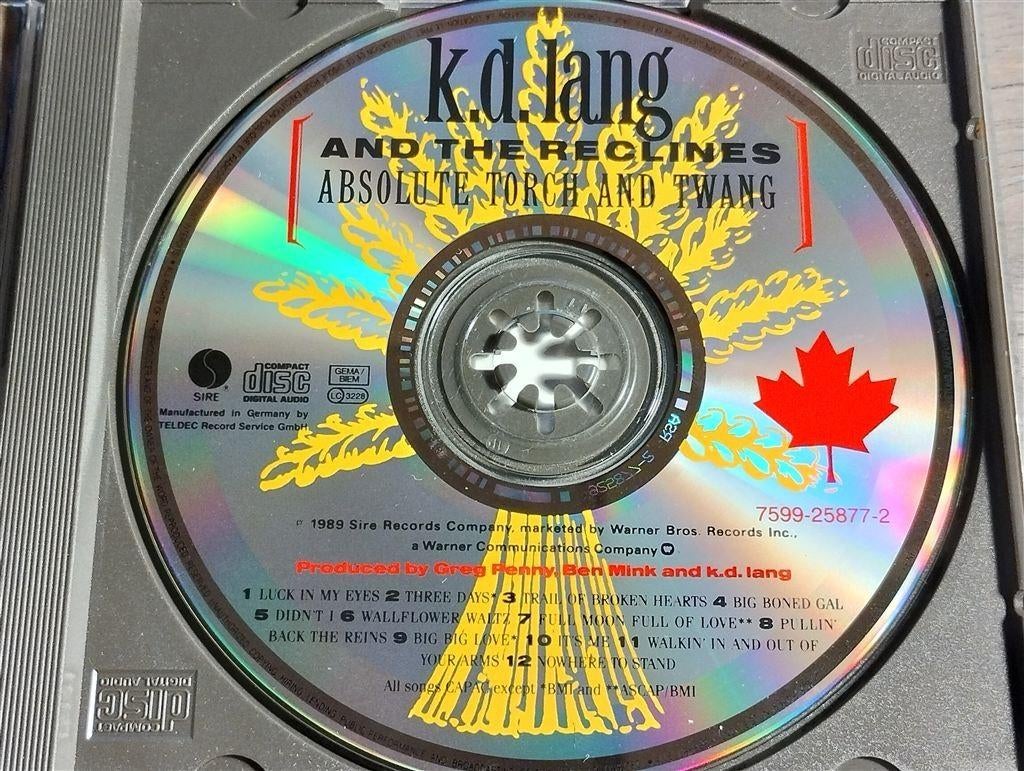 k.d. lang
AND THE RECLINES
ABSOLUTE TORCH AND TWANG
COMPACT
disc
DIGITAL AUDIO
SIRE
COMPACT
disc
DIGITAL AUDIO
GEMA/
BIEM
LC 3228
Manufactured in Germany by
TELDEC Record Service GmbH
7599-25877-2
℗ 1989 Sire Records Company, marketed by Warner Bros. Records Inc.,
a Warner Communications Company
Produced by Greg Penny, Ben Mink and k.d. lang
1 LUCK IN MY EYES 2 THREE DAYS* 3 TRAIL OF BROKEN HEARTS 4 BIG BONED GAL
5 DIDN'T I 6 WALLFLOWER WALTZ 7 FULL MOON FULL OF LOVE** 8 PULLIN'
BACK THE REINS 9 BIG BIG LOVE* 10 IT'S ME 11 WALKIN' IN AND OUT OF
YOUR ARMS 12 NOWHERE TO STAND
All songs CAPAC except *BMI and **ASCAP/BMI
COMPACT
disc
DIGITAL AUDIO